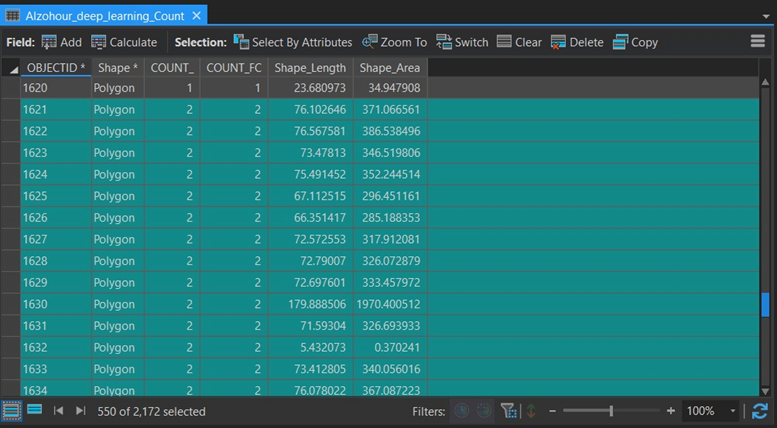 Alzohour_deep_learning_Count
Field: Add Calculate Selection: Select By Attributes Zoom To Switch Clear Delete Copy
OBJECTID * Shape * COUNT_ COUNT_FC Shape_Length Shape_Area
1620 Polygon 1 1 23.680973 34.947908
1621 Polygon 2 2 76.102646 371.066561
1622 Polygon 2 2 76.567581 386.538496
1623 Polygon 2 2 73.47813 346.519806
1624 Polygon 2 2 75.491452 352.244514
1625 Polygon 2 2 67.112515 296.451161
1626 Polygon 2 2 66.351417 285.188353
1627 Polygon 2 2 72.572553 317.912081
1628 Polygon 2 2 72.79007 326.072879
1629 Polygon 2 2 72.697601 333.457972
1630 Polygon 2 2 179.888506 1970.400512
1631 Polygon 2 2 71.59304 326.693933
1632 Polygon 2 2 5.432073 0.370241
1633 Polygon 2 2 73.412805 340.056016
1634 Polygon 2 2 76.078022 367.087223
550 of 2,172 selected Filters: 100%